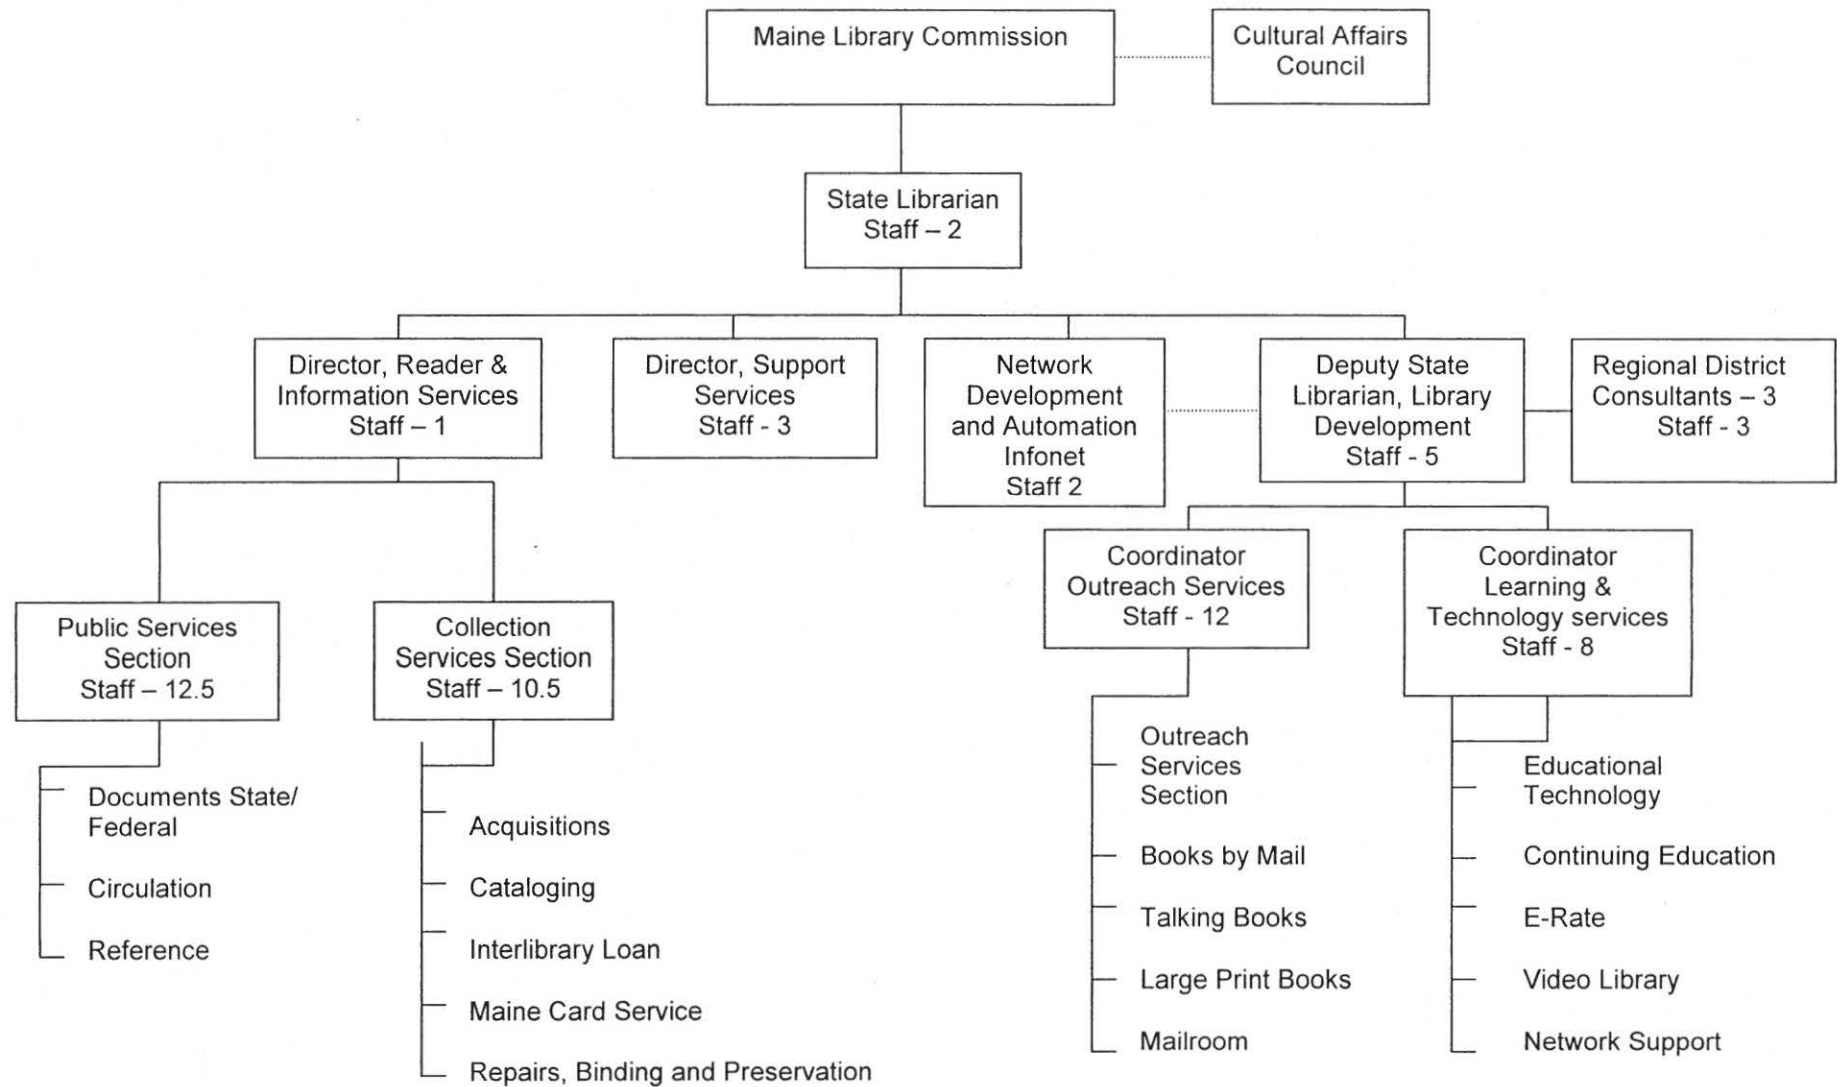 Maine Library Commission
Cultural Affairs
Council
State Librarian
Staff – 2
Director, Reader &
Information Services
Staff – 1
Director, Support
Services
Staff - 3
Network
Development
and Automation
Infonet
Staff 2
Deputy State
Librarian, Library
Development
Staff - 5
Regional District
Consultants – 3
Staff - 3
Public Services
Section
Staff – 12.5
Collection
Services Section
Staff – 10.5
Coordinator
Outreach Services
Staff - 12
Coordinator
Learning &
Technology services
Staff - 8
Documents State/
Federal
Circulation
Reference
Acquisitions
Cataloging
Interlibrary Loan
Maine Card Service
Repairs, Binding and Preservation
Outreach
Services
Section
Books by Mail
Talking Books
Large Print Books
Mailroom
Educational
Technology
Continuing Education
E-Rate
Video Library
Network Support